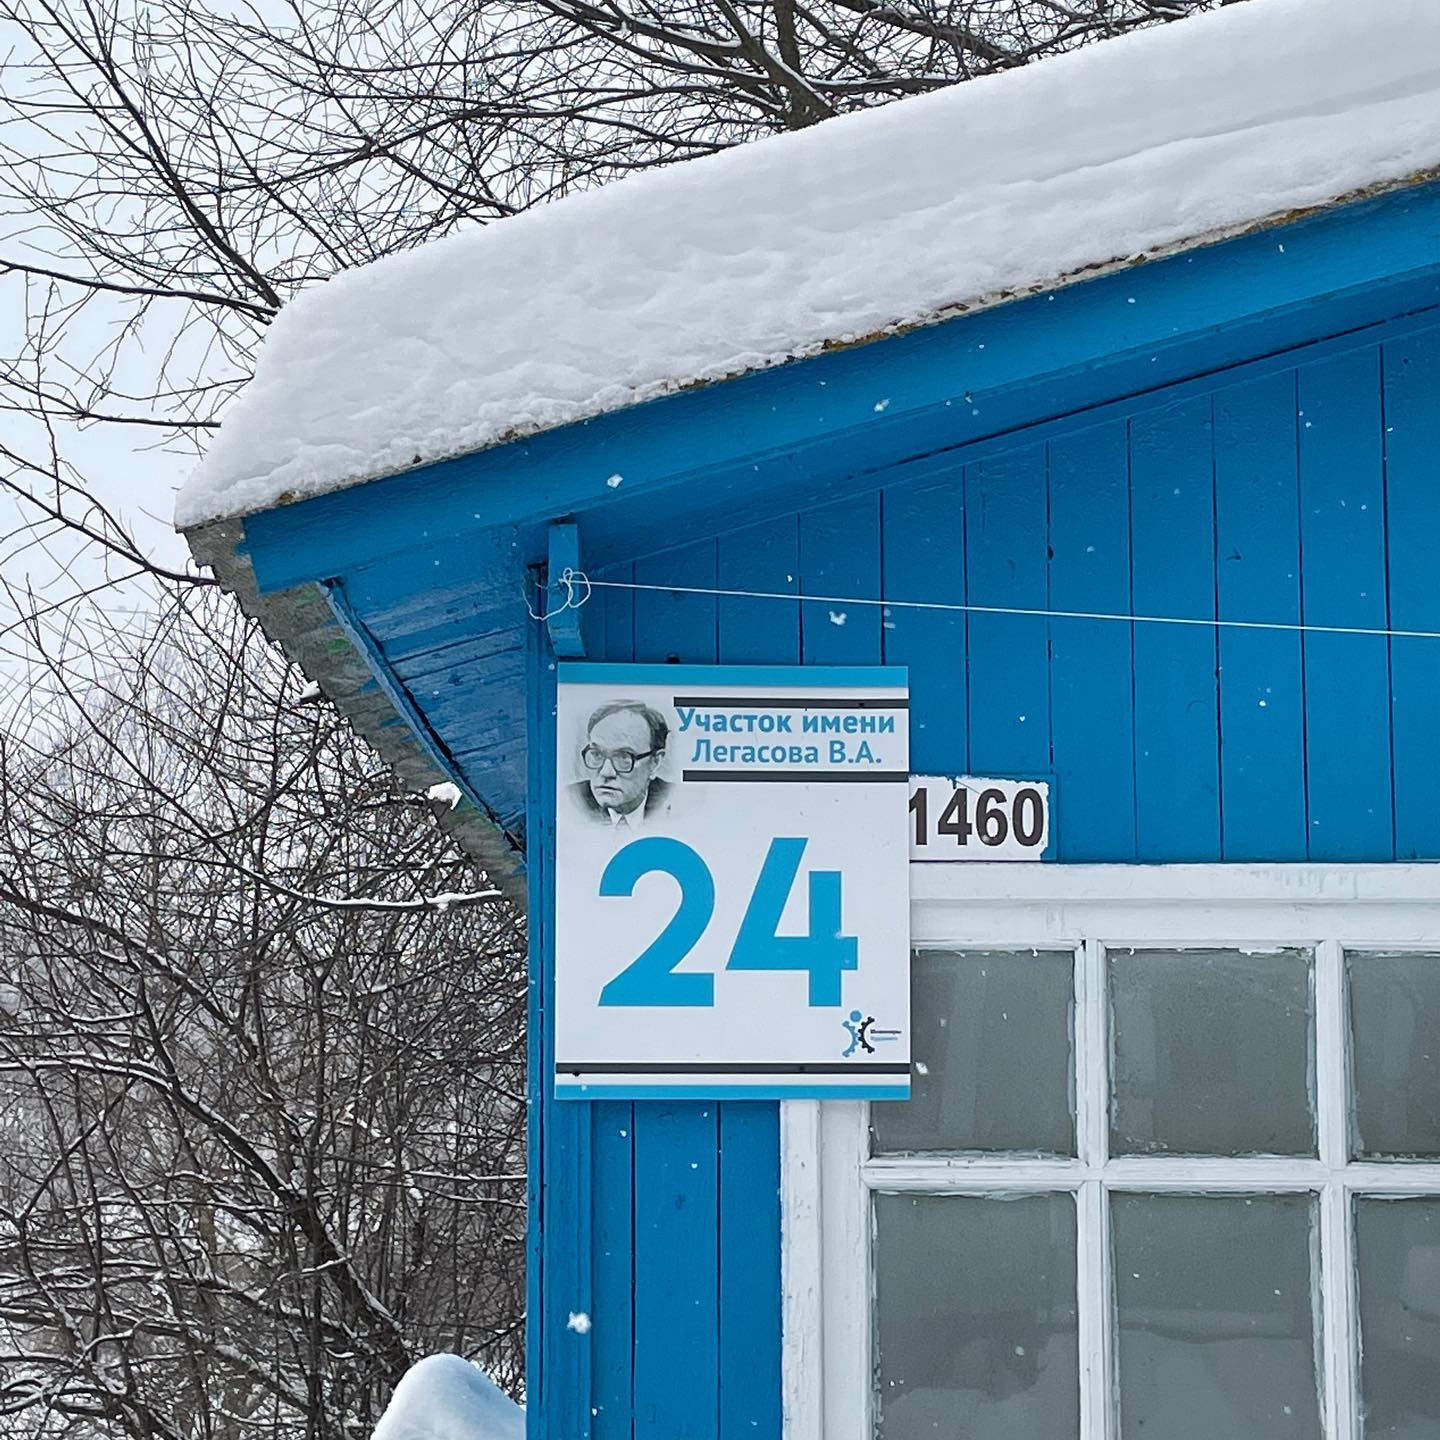 Участок имени
Легасова В.А.
1460
24